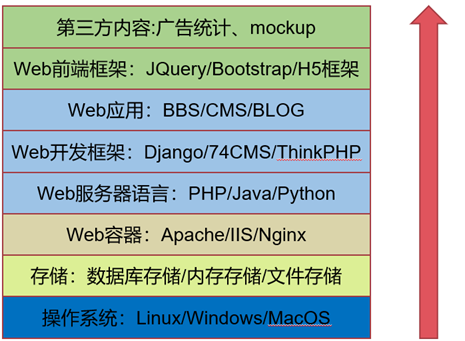 第三方内容:广告统计、mockup
Web前端框架：JQuery/Bootstrap/H5框架
Web应用：BBS/CMS/BLOG
Web开发框架：Django/74CMS/ThinkPHP
Web服务器语言：PHP/Java/Python
Web容器：Apache/IIS/Nginx
存储：数据库存储/内存存储/文件存储
操作系统：Linux/Windows/MacOS